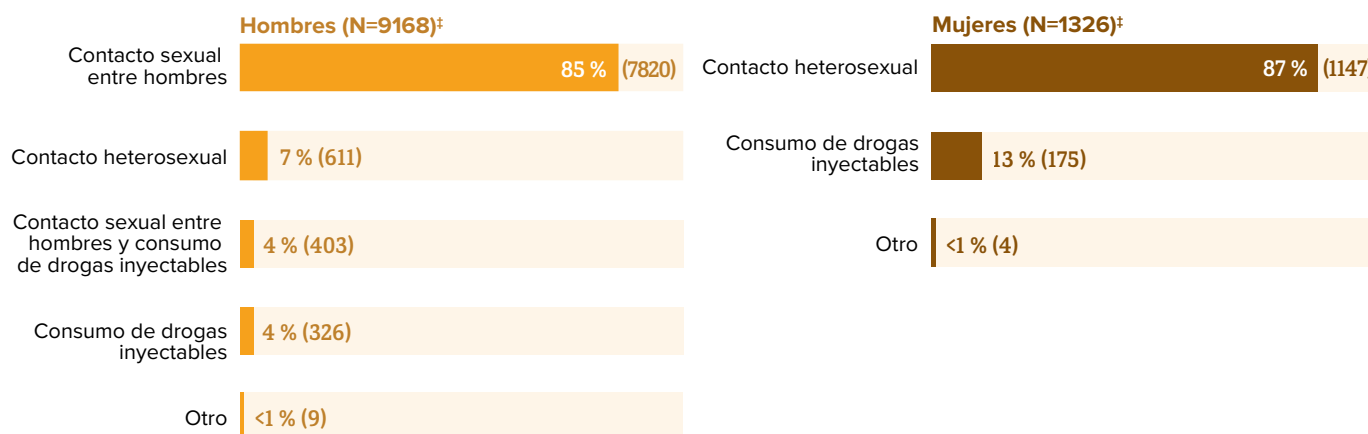 Hombres (N=9168)‡
Contacto sexual
entre hombres
85 % (7820)
Contacto heterosexual
7 % (611)
Contacto sexual entre
hombres y consumo
de drogas inyectables
4 % (403)
Consumo de drogas
inyectables
4 % (326)
Otro
<1 % (9)
Mujeres (N=1326)‡
Contacto heterosexual
87 % (1147
Consumo de drogas
inyectables
13 % (175)
Otro
<1 % (4)